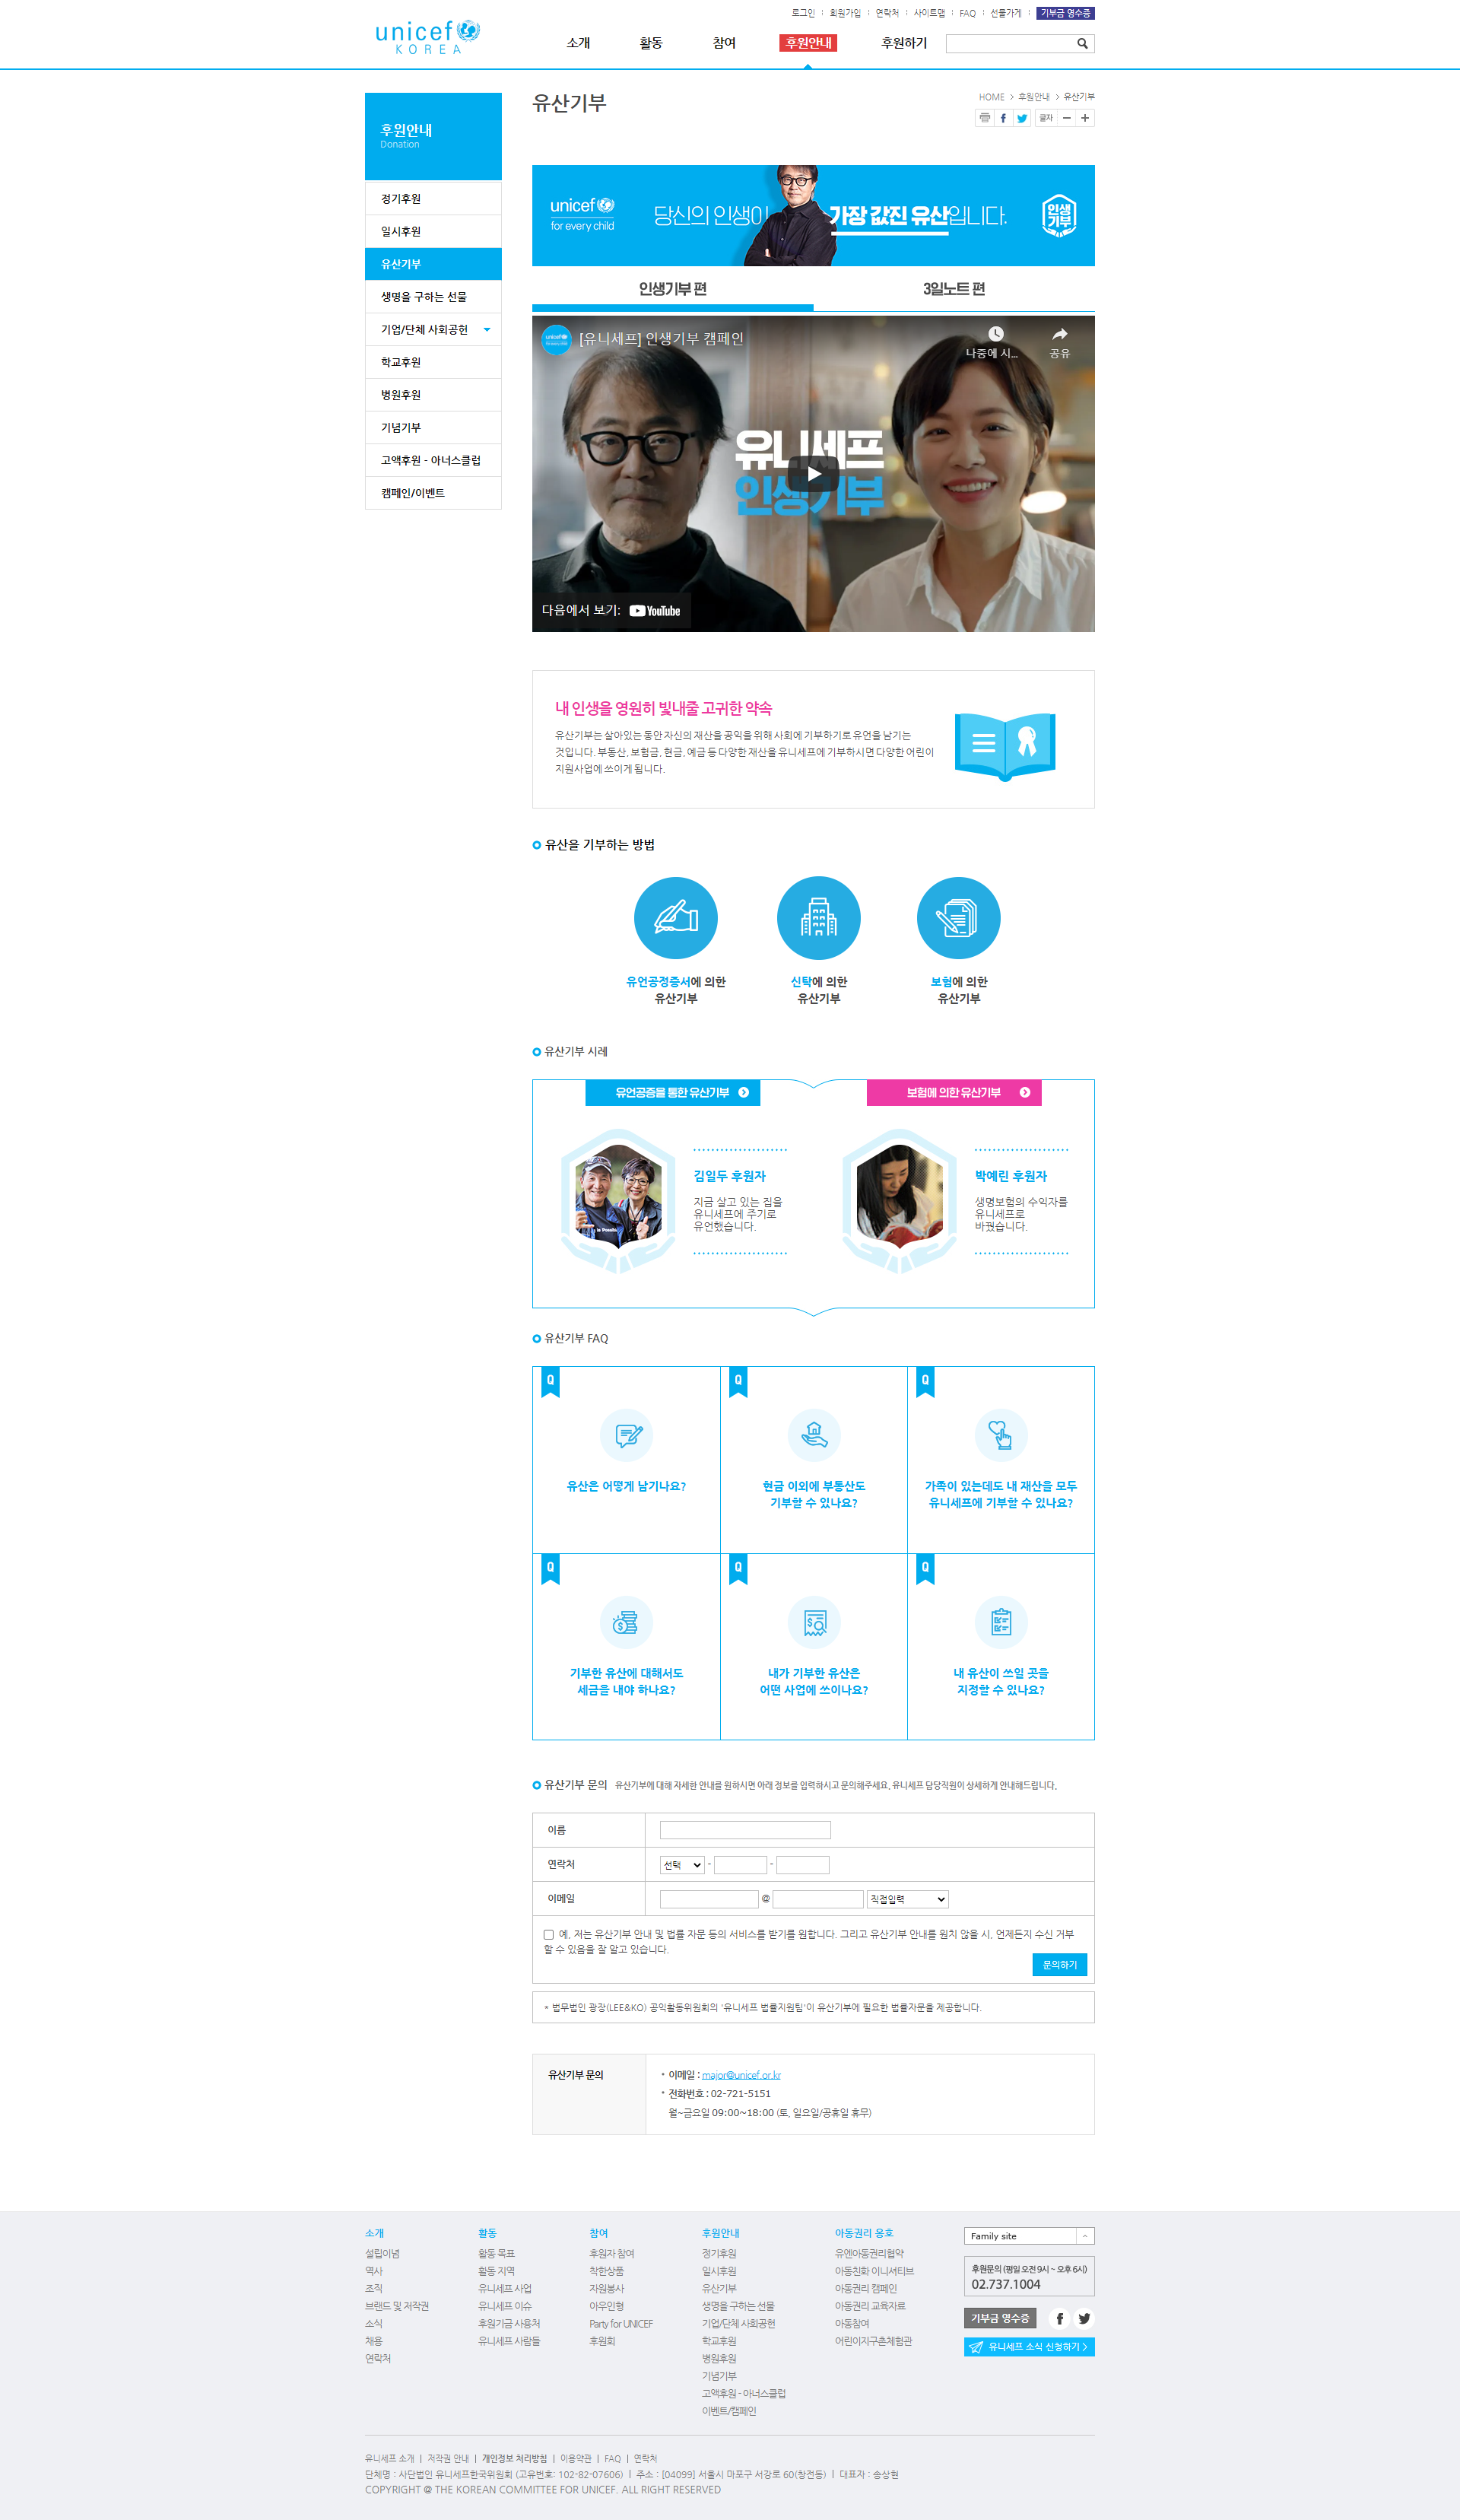 로그인 | 회원가입 | 연락처 | 사이트맵 | FAQ | 선물가게 | 기부금 영수증
unicef
KOREA
소개 활동 참여 후원안내 후원하기
후원안내
Donation
정기후원
일시후원
유산기부
생명을 구하는 선물
기업/단체 사회공헌
학교후원
병원후원
기념기부
고액후원 - 아너스클럽
캠페인/이벤트
유산기부
HOME > 후원안내 > 유산기부
글자
unicef
for every child
당신의 인생이 가장 값진 유산입니다.
인생
기부
인생기부 편 3일노트 편
[유니세프] 인생기부 캠페인
나중에 시... 공유
유니세프
인생기부
다음에서 보기: YouTube
내 인생을 영원히 빛내줄 고귀한 약속
유산기부는 살아있는 동안 자신의 재산을 공익을 위해 사회에 기부하기로 유언을 남기는
것입니다. 부동산, 보험금, 현금, 예금 등 다양한 재산을 유니세프에 기부하시면 다양한 어린이
지원사업에 쓰이게 됩니다.
유산을 기부하는 방법
유언공정증서에 의한
유산기부
신탁에 의한
유산기부
보험에 의한
유산기부
유산기부 시례
유언공증을 통한 유산기부
보험에 의한 유산기부
김일두 후원자
지금 살고 있는 집을
유니세프에 주기로
유언했습니다.
박예린 후원자
생명보험의 수익자를
유니세프로
바꿨습니다.
유산기부 FAQ
Q
유산은 어떻게 남기나요?
Q
현금 이외에 부동산도
기부할 수 있나요?
Q
가족이 있는데도 내 재산을 모두
유니세프에 기부할 수 있나요?
Q
기부한 유산에 대해서도
세금을 내야 하나요?
Q
내가 기부한 유산은
어떤 사업에 쓰이나요?
Q
내 유산이 쓰일 곳을
지정할 수 있나요?
유산기부 문의 유산기부에 대해 자세한 안내를 원하시면 아래 정보를 입력하시고 문의해주세요, 유니세프 담당직원이 상세하게 안내해드립니다.
이름
연락처 선택 - -
이메일 @ 직접입력
예, 저는 유산기부 안내 및 법률 자문 등의 서비스를 받기를 원합니다. 그리고 유산기부 안내를 원치 않을 시, 언제든지 수신 거부
할 수 있음을 잘 알고 있습니다.
문의하기
* 법무법인 광장(LEE&KO) 공익활동위원회의 '유니세프 법률지원팀'이 유산기부에 필요한 법률자문을 제공합니다.
유산기부 문의
이메일 : major@unicef.or.kr
전화번호 : 02-721-5151
월~금요일 09:00~18:00 (토, 일요일/공휴일 휴무)
소개
설립이념
역사
조직
브랜드 및 저작권
소식
채용
연락처
활동
활동 목표
활동 지역
유니세프 사업
유니세프 이슈
후원기금 사용처
유니세프 사람들
참여
후원자 참여
착한상품
자원봉사
아우인형
Party for UNICEF
후원회
후원안내
정기후원
일시후원
유산기부
생명을 구하는 선물
기업/단체 사회공헌
학교후원
병원후원
기념기부
고액후원 - 아너스클럽
이벤트/캠페인
아동권리 옹호
유엔아동권리협약
아동친화 이니셔티브
아동권리 캠페인
아동권리 교육자료
아동참여
어린이지구촌체험관
Family site
후원문의 (평일 오전 9시 ~ 오후 6시)
02.737.1004
기부금 영수증
유니세프 소식 신청하기 >
유니세프 소개 | 저작권 안내 | 개인정보 처리방침 | 이용약관 | FAQ | 연락처
단체명 : 사단법인 유니세프한국위원회 (고유번호: 102-82-07606) | 주소 : [04099] 서울시 마포구 서강로 60(창전동) | 대표자 : 송상현
COPYRIGHT @ THE KOREAN COMMITTEE FOR UNICEF. ALL RIGHT RESERVED